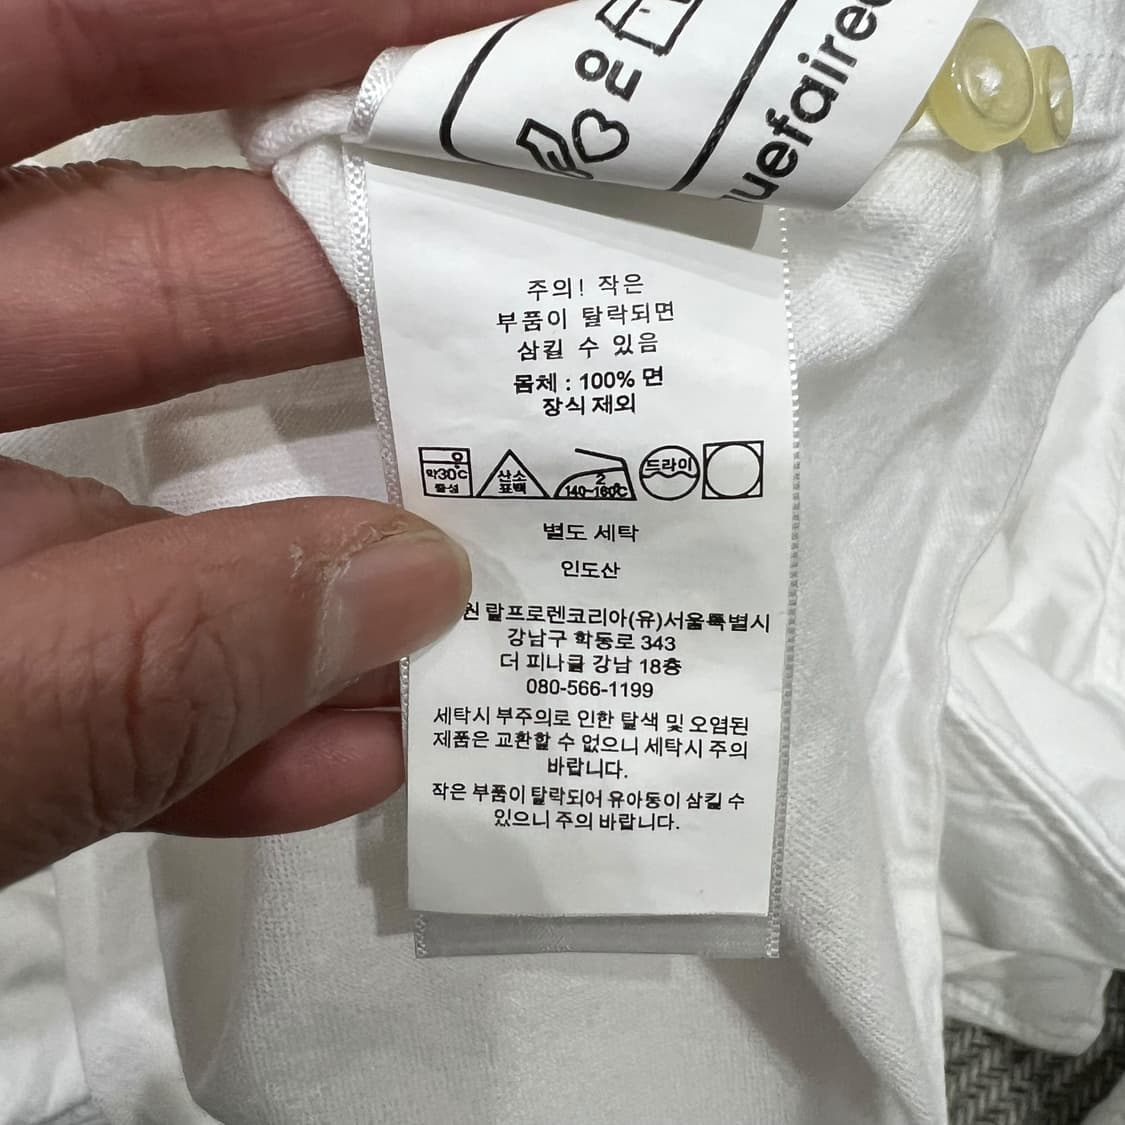 주의! 작은
부품이 탈락되면
삼킬 수 있음
몸체 : 100% 면
장식 제외
약30℃
중성
산소
표백
2
140~160℃
드라이
별도 세탁
인도산
원 랄프로렌코리아(유)서울특별시
강남구 학동로 343
더 피나클 강남 18층
080-566-1199
세탁시 부주의로 인한 탈색 및 오염된
제품은 교환할 수 없으니 세탁시 주의
바랍니다.
작은 부품이 탈락되어 유아동이 삼킬 수
있으니 주의 바랍니다.